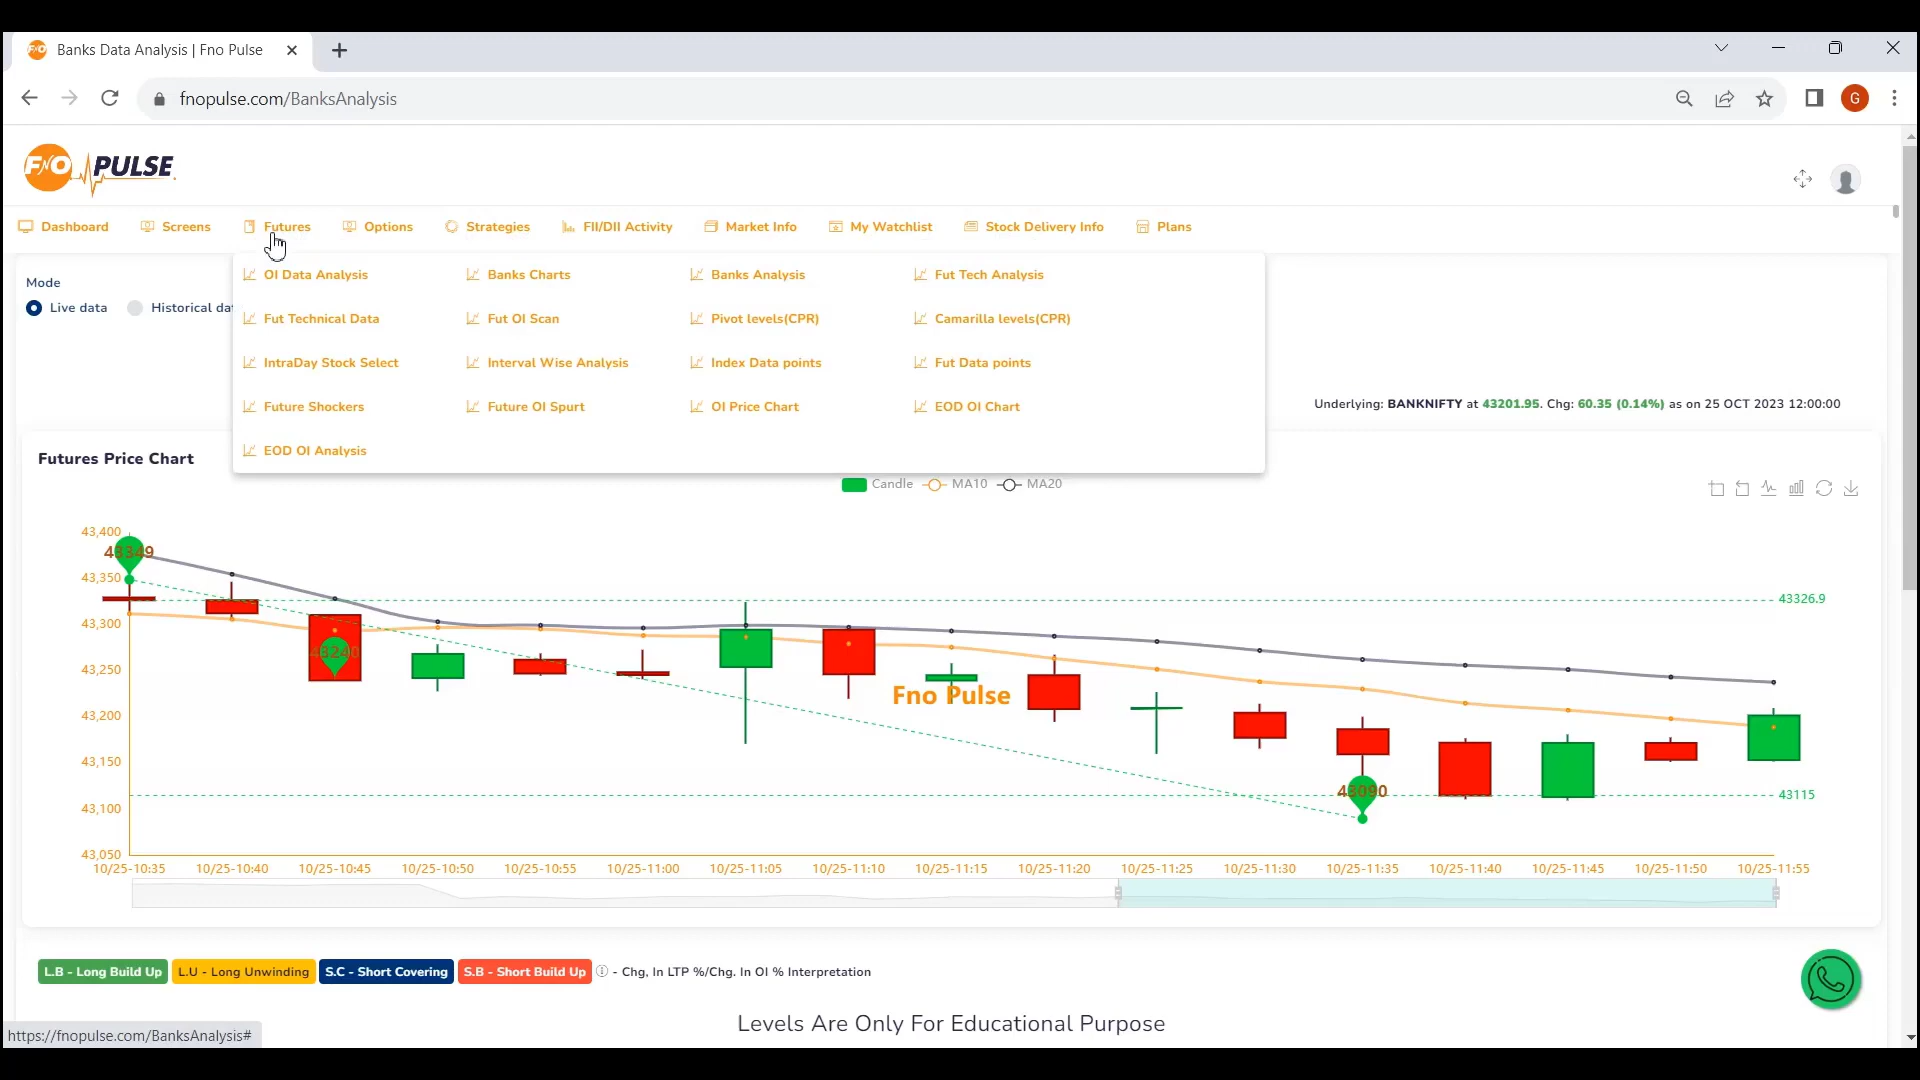 Banks Data Analysis | Fno Pulse
fnopulse.com/BanksAnalysis
G
FNO PULSE
Dashboard Screens Futures Options Strategies FII/DII Activity Market Info My Watchlist Stock Delivery Info Plans
OI Data Analysis Banks Charts Banks Analysis Fut Tech Analysis
Mode
Live data Historical dat
Fut Technical Data Fut OI Scan Pivot levels(CPR) Camarilla levels(CPR)
IntraDay Stock Select Interval Wise Analysis Index Data points Fut Data points
Future Shockers Future OI Spurt OI Price Chart EOD OI Chart
Underlying: BANKNIFTY at 43201.95. Chg: 60.35 (0.14%) as on 25 OCT 2023 12:00:00
EOD OI Analysis
Futures Price Chart
Candle MA10 MA20
43,400
43349
43,350
43326.9
43,300
43240
43,250
Fno Pulse
43,200
43,150
43090
43115
43,100
43,050
10/25-10:35 10/25-10:40 10/25-10:45 10/25-10:50 10/25-10:55 10/25-11:00 10/25-11:05 10/25-11:10 10/25-11:15 10/25-11:20 10/25-11:25 10/25-11:30 10/25-11:35 10/25-11:40 10/25-11:45 10/25-11:50 10/25-11:55
L.B - Long Build Up L.U - Long Unwinding S.C - Short Covering S.B - Short Build Up - Chg, In LTP %/Chg. In OI % Interpretation
Levels Are Only For Educational Purpose
https://fnopulse.com/BanksAnalysis#